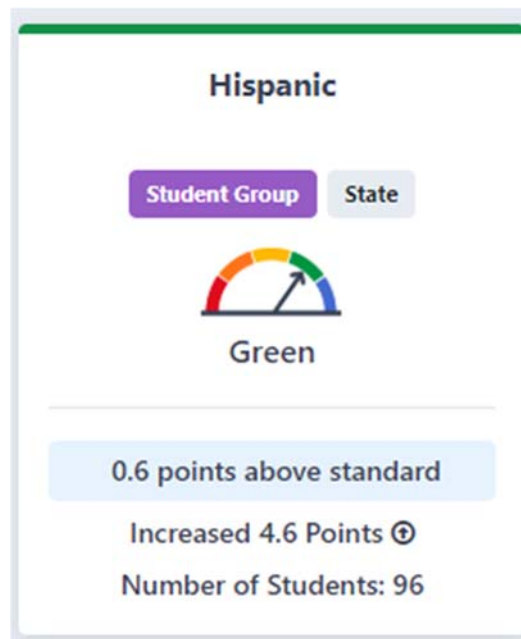 Hispanic
Student Group State
Green
0.6 points above standard
Increased 4.6 Points
Number of Students: 96